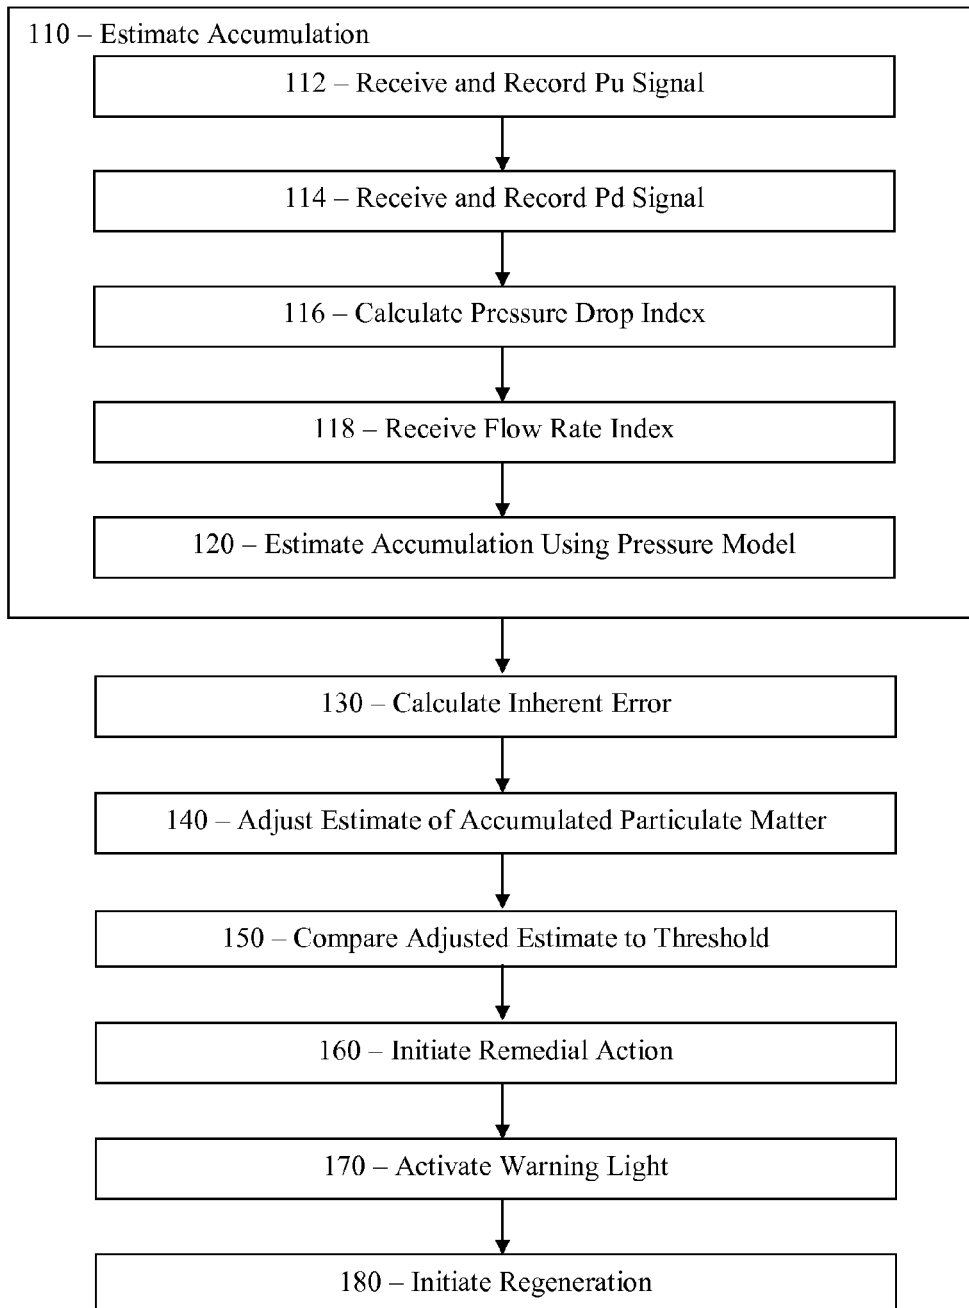 110 – Estimate Accumulation
112 – Receive and Record Pu Signal
114 – Receive and Record Pd Signal
116 – Calculate Pressure Drop Index
118 – Receive Flow Rate Index
120 – Estimate Accumulation Using Pressure Model
130 – Calculate Inherent Error
140 – Adjust Estimate of Accumulated Particulate Matter
150 – Compare Adjusted Estimate to Threshold
160 – Initiate Remedial Action
170 – Activate Warning Light
180 – Initiate Regeneration